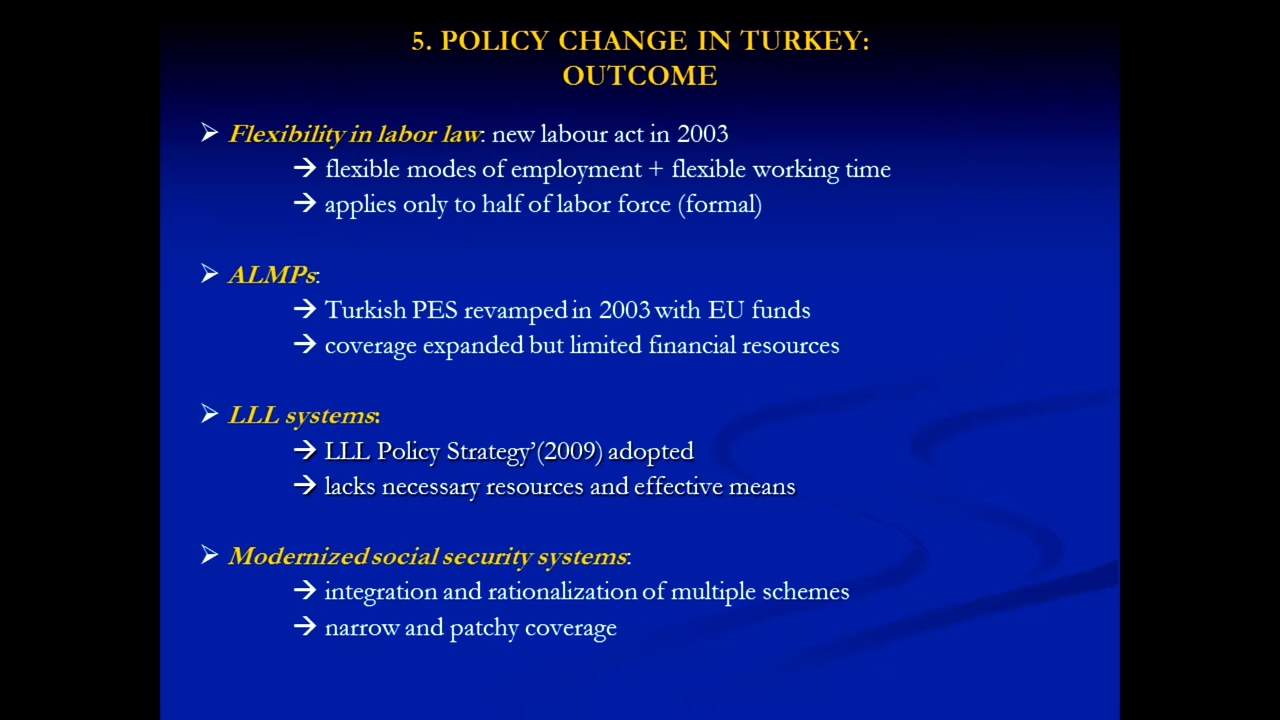 5. POLICY CHANGE IN TURKEY:
OUTCOME
➢ Flexibility in labor law: new labour act in 2003
→ flexible modes of employment + flexible working time
→ applies only to half of labor force (formal)
➢ ALMPs:
→ Turkish PES revamped in 2003 with EU funds
→ coverage expanded but limited financial resources
➢ LLL systems:
→ LLL Policy Strategy’(2009) adopted
→ lacks necessary resources and effective means
➢ Modernized social security systems:
→ integration and rationalization of multiple schemes
→ narrow and patchy coverage